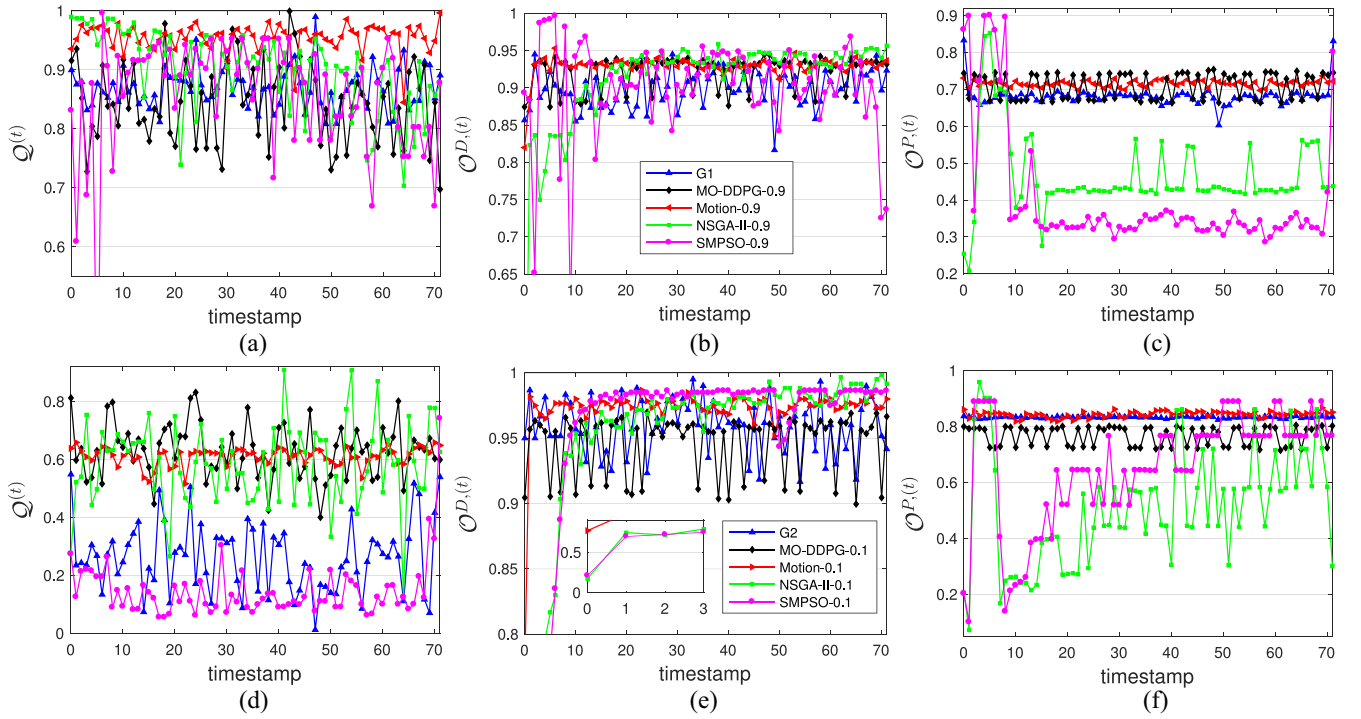 1
0.9
0.8
0.7
0.6
Q^(t)
0 10 20 30 40 50 60 70
timestamp
(a)
1
0.95
0.9
0.85
0.8
0.75
0.7
0.65
O^D,(t)
G1
MO-DDPG-0.9
Motion-0.9
NSGA-II-0.9
SMPSO-0.9
0 10 20 30 40 50 60 70
timestamp
(b)
0.9
0.8
0.7
0.6
0.5
0.4
0.3
0.2
O^P,(t)
0 10 20 30 40 50 60 70
timestamp
(c)
0.8
0.6
0.4
0.2
0
Q^(t)
0 10 20 30 40 50 60 70
timestamp
(d)
1
0.95
0.9
0.85
0.8
O^D,(t)
0.5
0
0 1 2 3
G2
MO-DDPG-0.1
Motion-0.1
NSGA-II-0.1
SMPSO-0.1
0 10 20 30 40 50 60 70
timestamp
(e)
1
0.8
0.6
0.4
0.2
O^P,(t)
0 10 20 30 40 50 60 70
timestamp
(f)